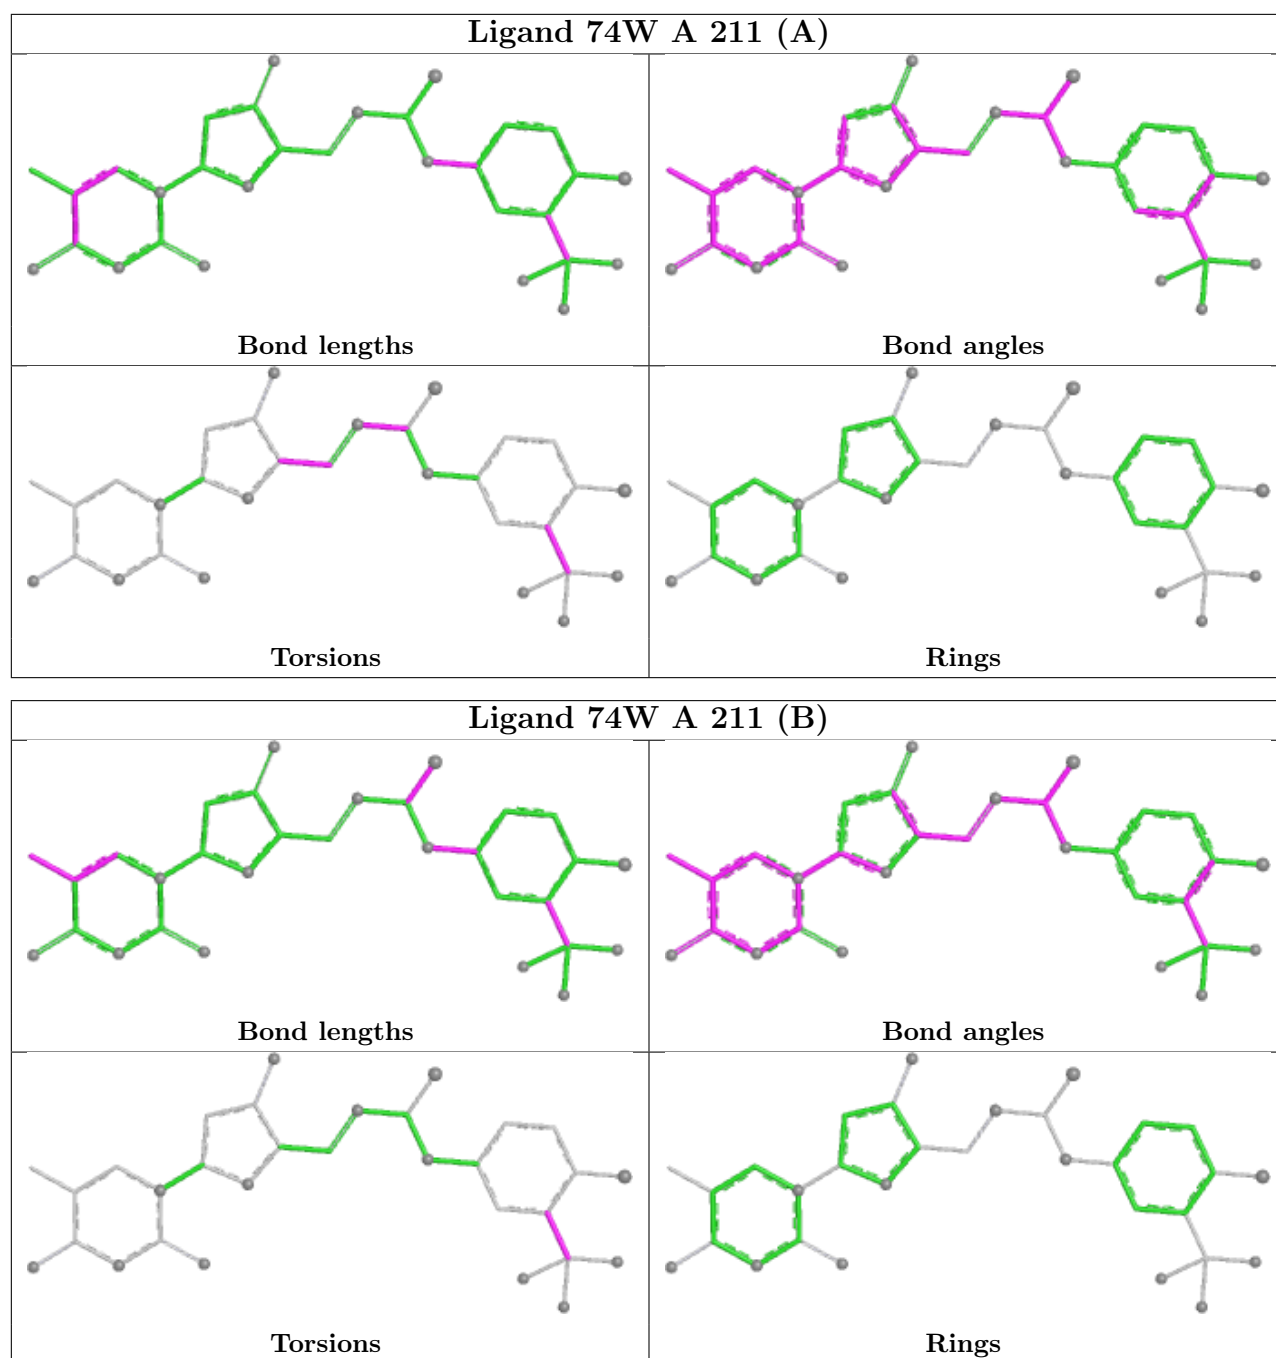 Ligand 74W A 211 (A)
Bond lengths
Bond angles
Torsions
Rings
Ligand 74W A 211 (B)
Bond lengths
Bond angles
Torsions
Rings